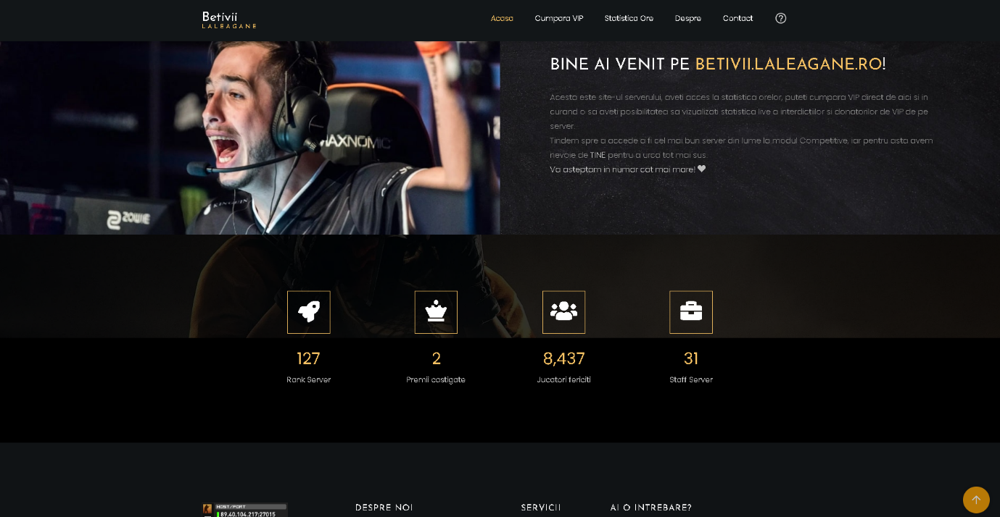 Betivii
LALEAGANE
Acasa
Cumpara VIP
Statistica Ore
Despre
Contact
BINE AI VENIT PE BETIVII.LALEAGANE.RO!
Acesta este site-ul serverului, aveti acces la statistica orelor, puteti cumpara VIP direct de aici si in
curand o sa aveti posibilitatea sa vizualizati statistica live a interdictiilor si donatorilor de VIP de pe
server.
Tindem spre a accede a fi cel mai bun server din lume la modul Competitive, iar pentru asta avem
nevoie de TINE pentru a urca tot mai sus.
Va asteptam in numar cat mai mare!
MAXNOMIC
KINGUIN
ZOWIE
127
2
8,437
31
Rank Server
Premii castigate
Jucatori fericiti
Staff Server
HOST/PORT
89.40.104.217:27015
DESPRE NOI
SERVICII
AI O INTREBARE?